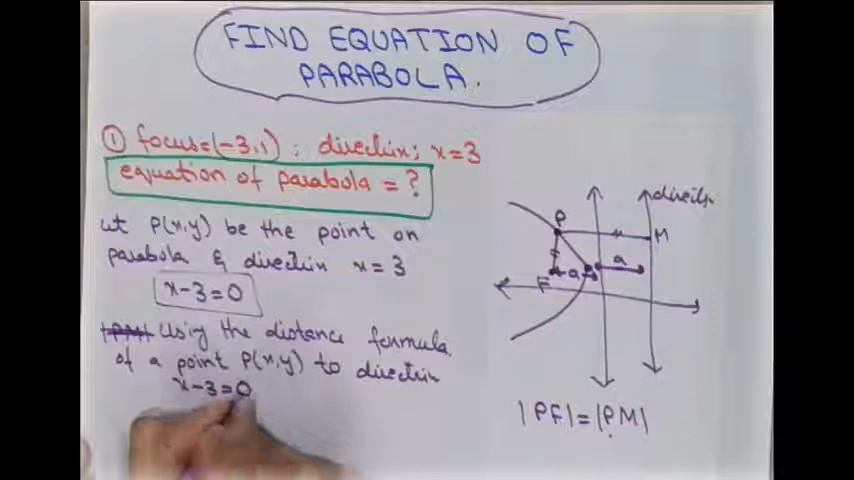 FIND EQUATION OF
PARABOLA.
① focus=(-3,1) ; directrix; x=3
equation of parabola = ?
let P(x,y) be the point on
parabola & directrix x=3
x-3=0
Using the distance formula
of a point P(x,y) to directrix
x-3=0
directrix
P
M
a
F
a
|PF|=|PM|